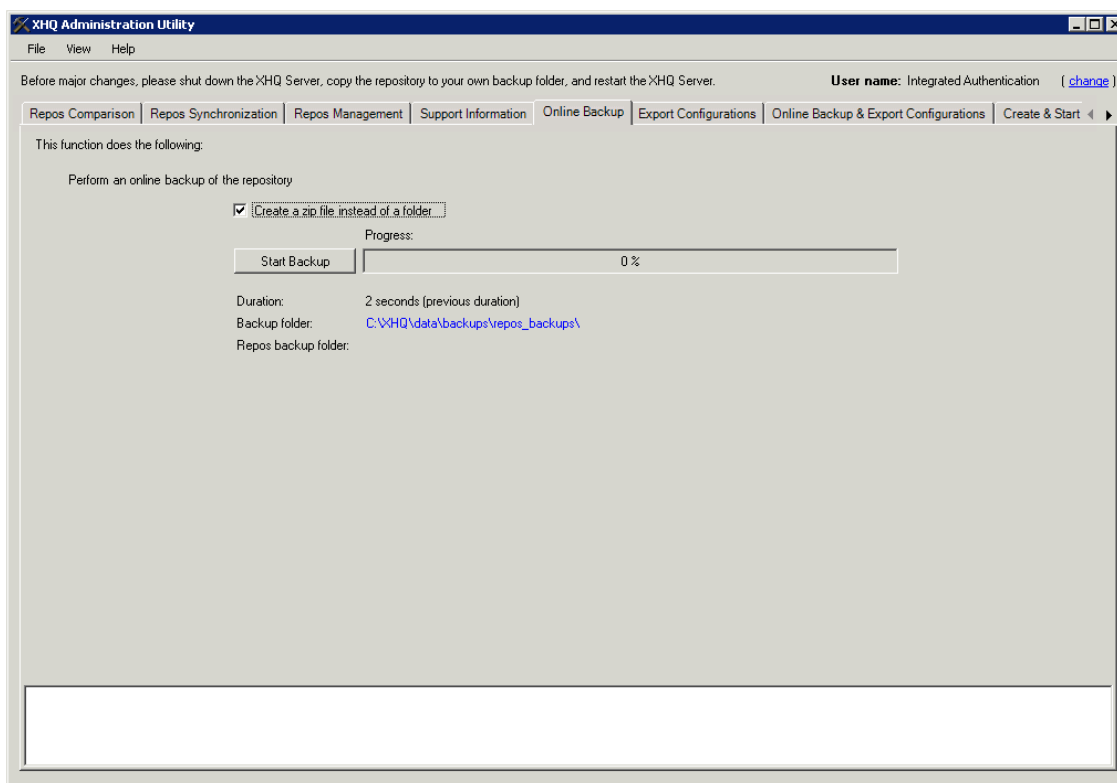 XHQ Administration Utility
File View Help
Before major changes, please shut down the XHQ Server, copy the repository to your own backup folder, and restart the XHQ Server. User name: Integrated Authentication ( change )
Repos Comparison Repos Synchronization Repos Management Support Information Online Backup Export Configurations Online Backup & Export Configurations Create & Start
This function does the following:
Perform an online backup of the repository
Create a zip file instead of a folder
Progress:
Start Backup 0 %
Duration: 2 seconds (previous duration)
Backup folder: C:\XHQ\data\backups\repos_backups\
Repos backup folder: